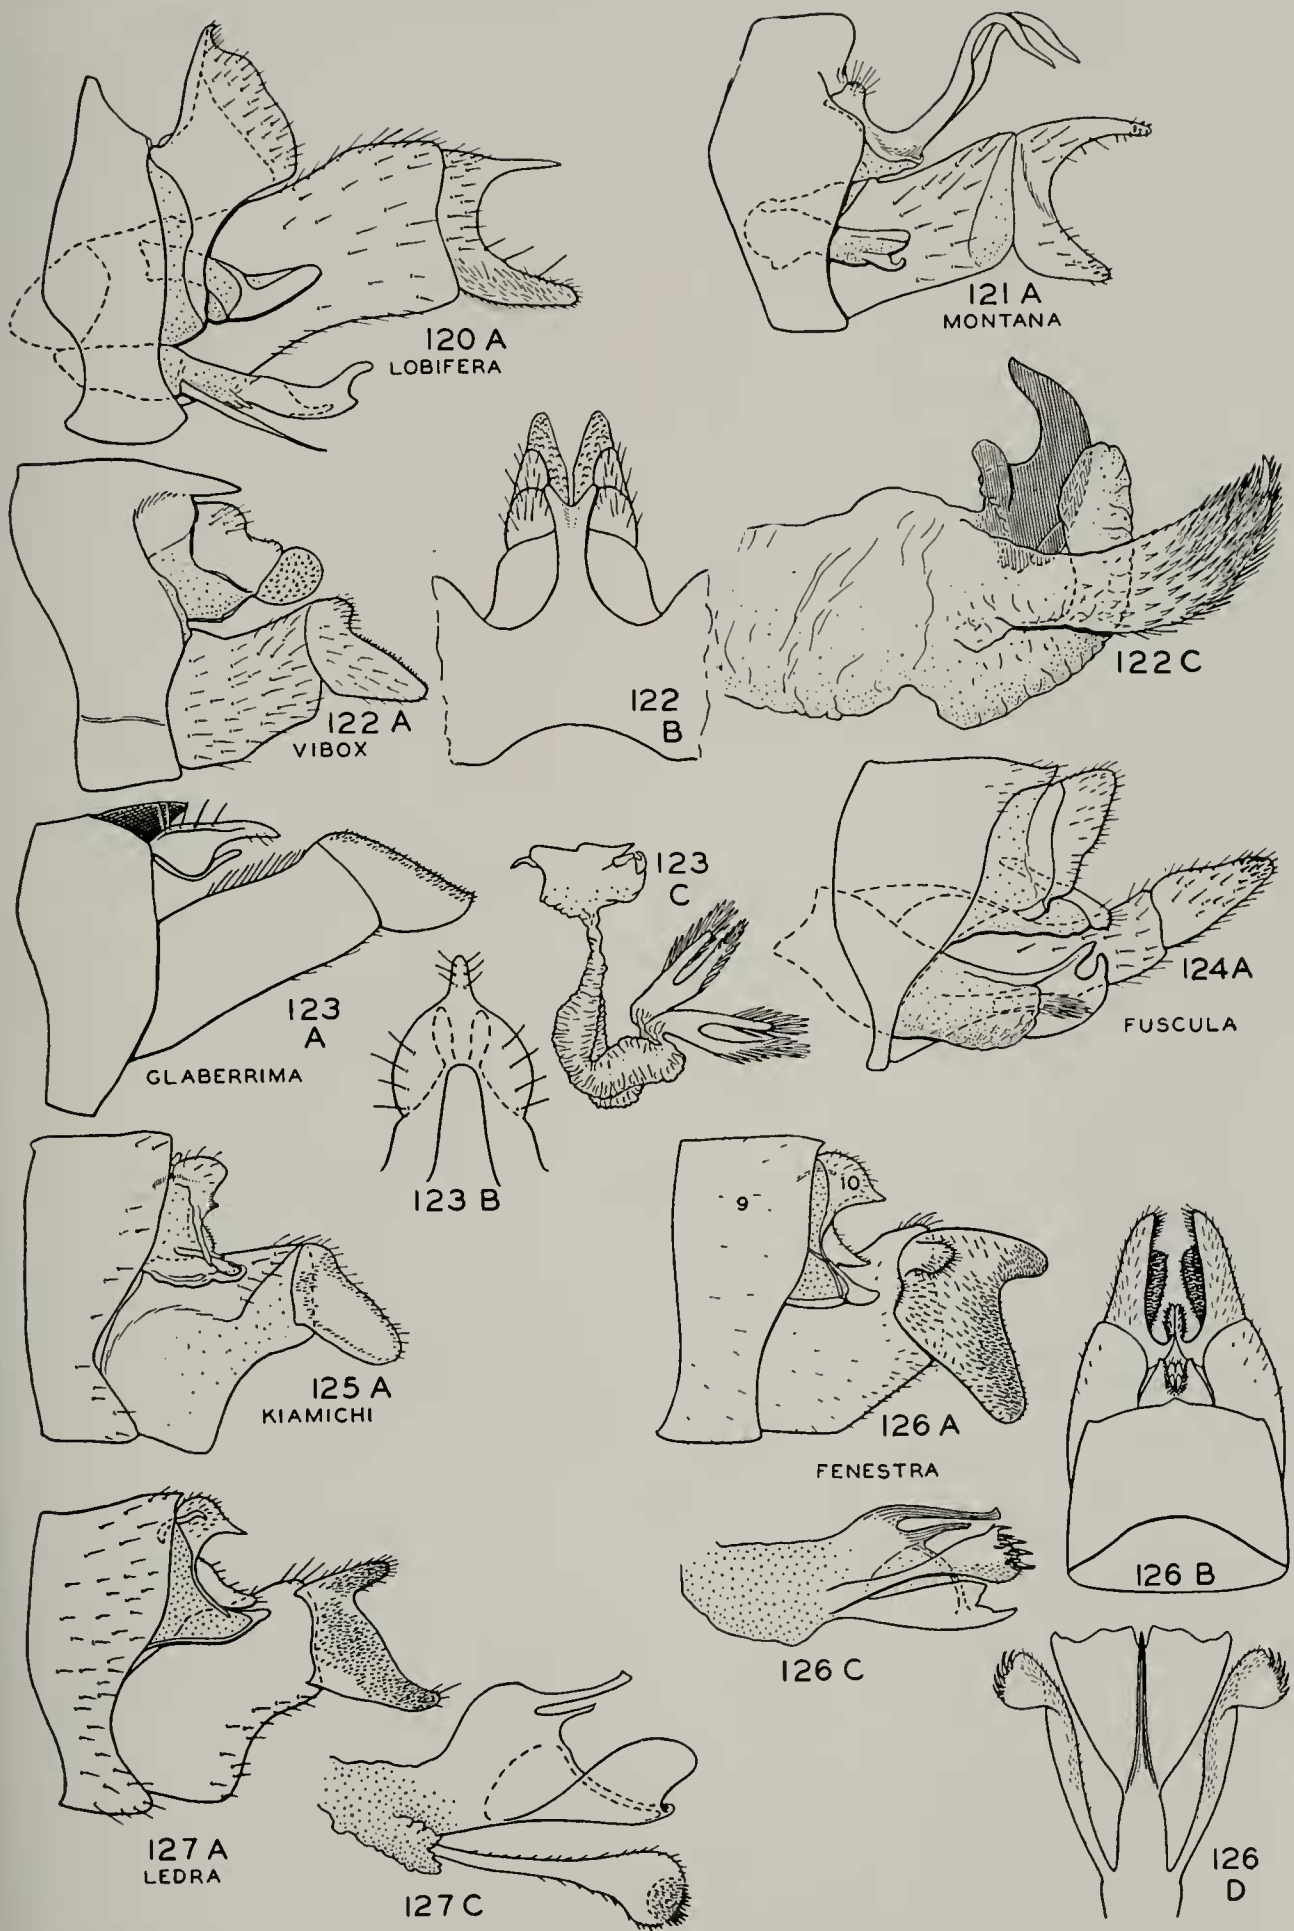 120 A
LOBIFERA
121 A
MONTANA
122 A
VIBOX
122
B
122 C
123
A
GLABERRIMA
123 B
123
C
124A
FUSCULA
125 A
KIAMICHI
9
10
126 A
FENESTRA
126 B
126 C
126
D
127 A
LEDRA
127 C